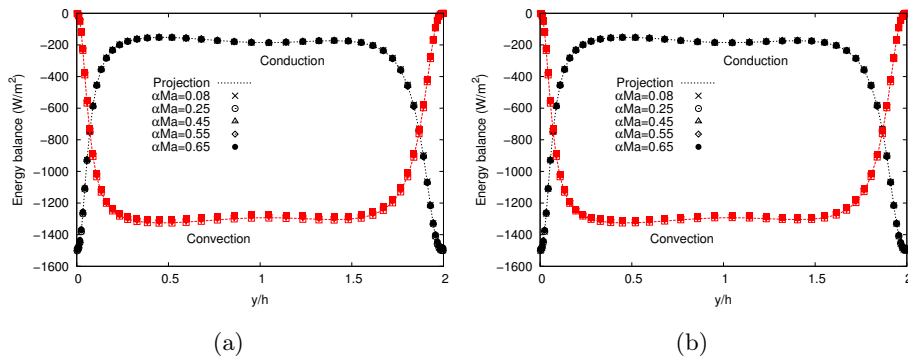 0
−200
−400
−600
−800
−1000
−1200
−1400
−1600
0
0.5
1
1.5
2
Energy balance (W/m²)
y/h
Conduction
Projection
αMa=0.08
αMa=0.25
αMa=0.45
αMa=0.55
αMa=0.65
Convection
(a)
0
−200
−400
−600
−800
−1000
−1200
−1400
−1600
0
0.5
1
1.5
2
Energy balance (W/m²)
y/h
Conduction
Projection
αMa=0.08
αMa=0.25
αMa=0.45
αMa=0.55
αMa=0.65
Convection
(b)